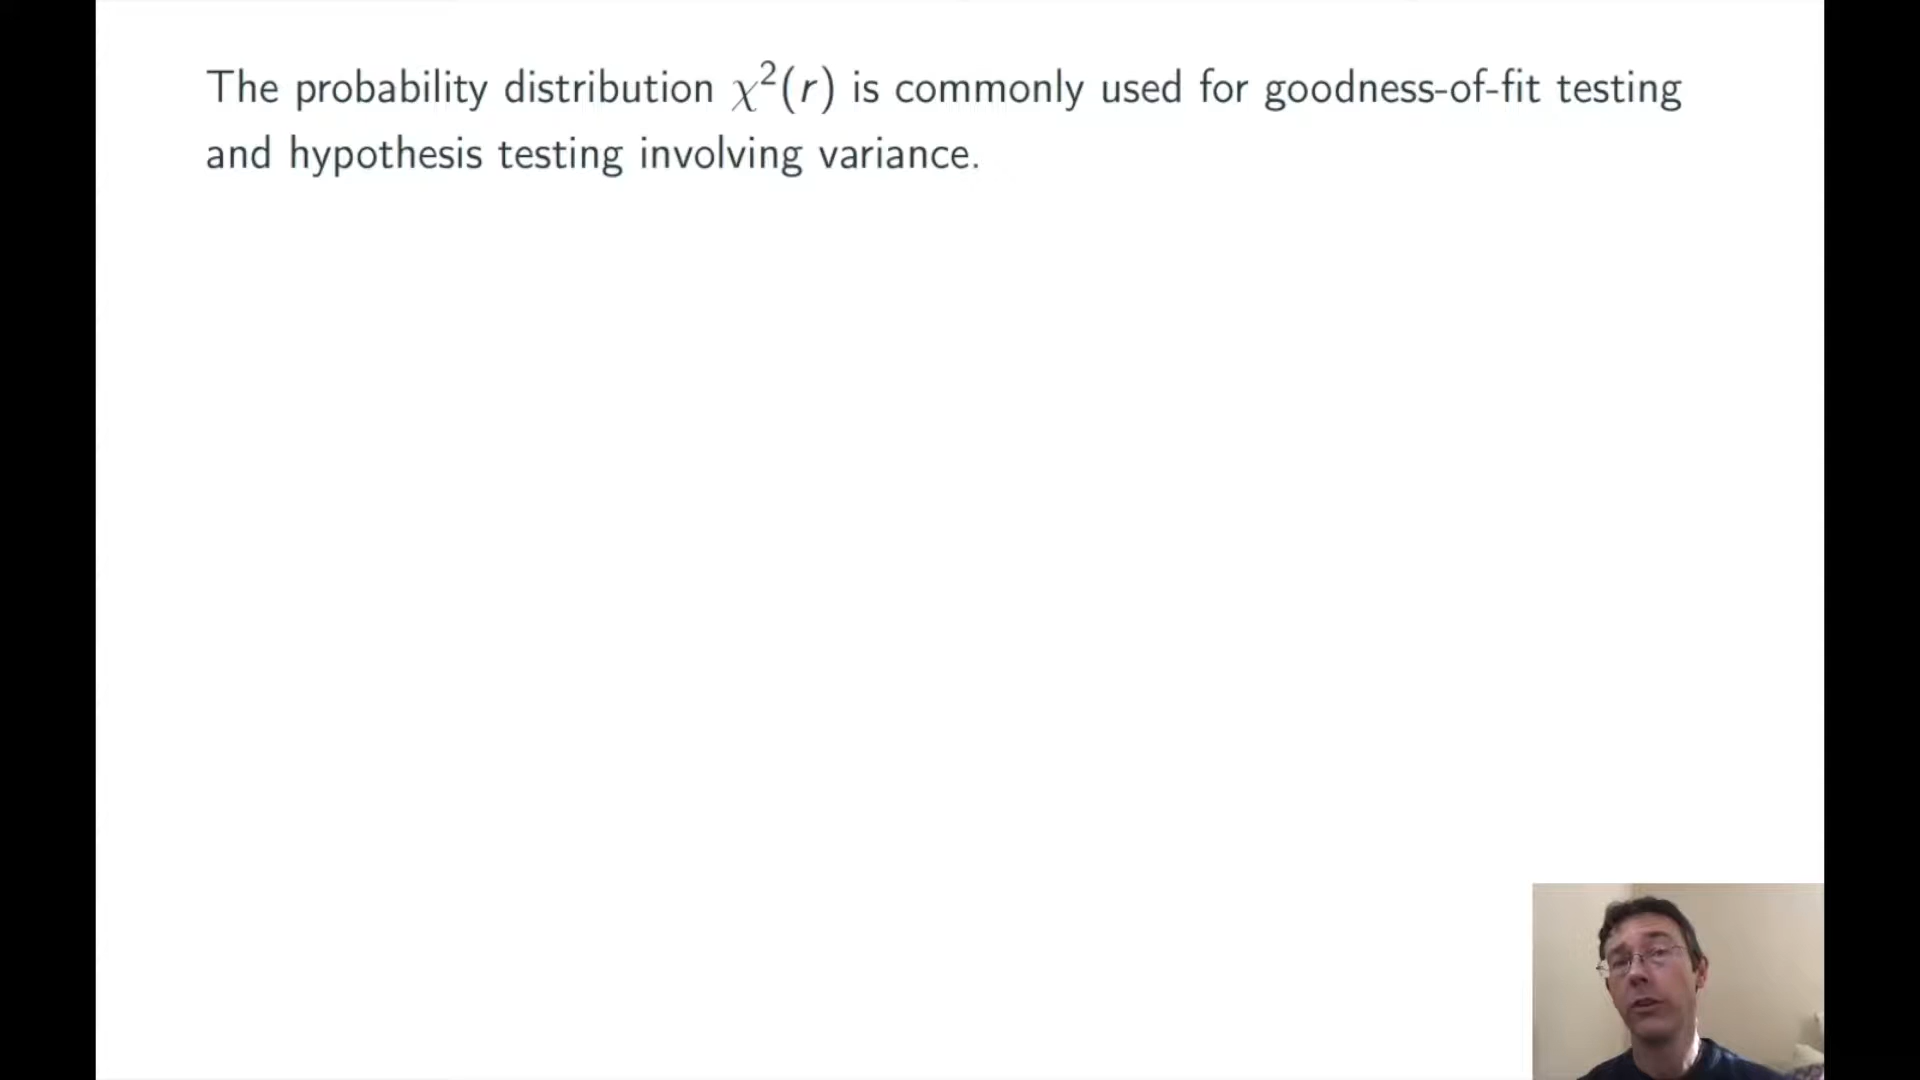 The probability distribution χ²(r) is commonly used for goodness-of-fit testing
and hypothesis testing involving variance.